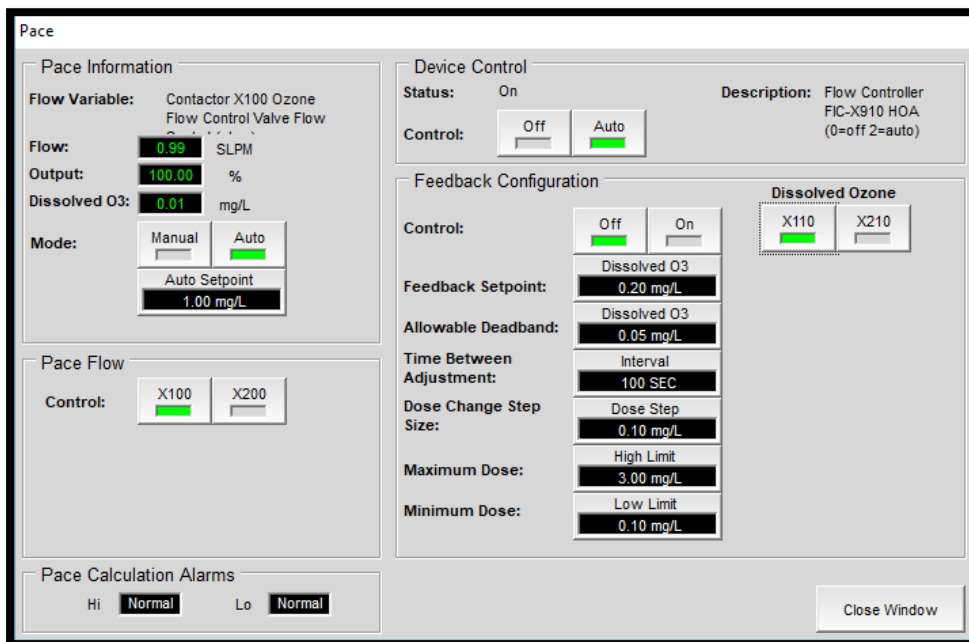 Pace
Pace Information
Flow Variable: Contactor X100 Ozone
Flow Control Valve Flow
Flow: 0.99 SLPM
Output: 100.00 %
Dissolved O3: 0.01 mg/L
Mode: Manual Auto
Auto Setpoint
1.00 mg/L
Pace Flow
Control: X100 X200
Pace Calculation Alarms
Hi Normal Lo Normal
Device Control
Status: On
Control: Off Auto
Description: Flow Controller
FIC-X910 HOA
(0=off 2=auto)
Feedback Configuration
Control: Off On
Dissolved Ozone
X110 X210
Feedback Setpoint: Dissolved O3
0.20 mg/L
Allowable Deadband: Dissolved O3
0.05 mg/L
Time Between
Adjustment: Interval
100 SEC
Dose Change Step
Size: Dose Step
0.10 mg/L
Maximum Dose: High Limit
3.00 mg/L
Minimum Dose: Low Limit
0.10 mg/L
Close Window